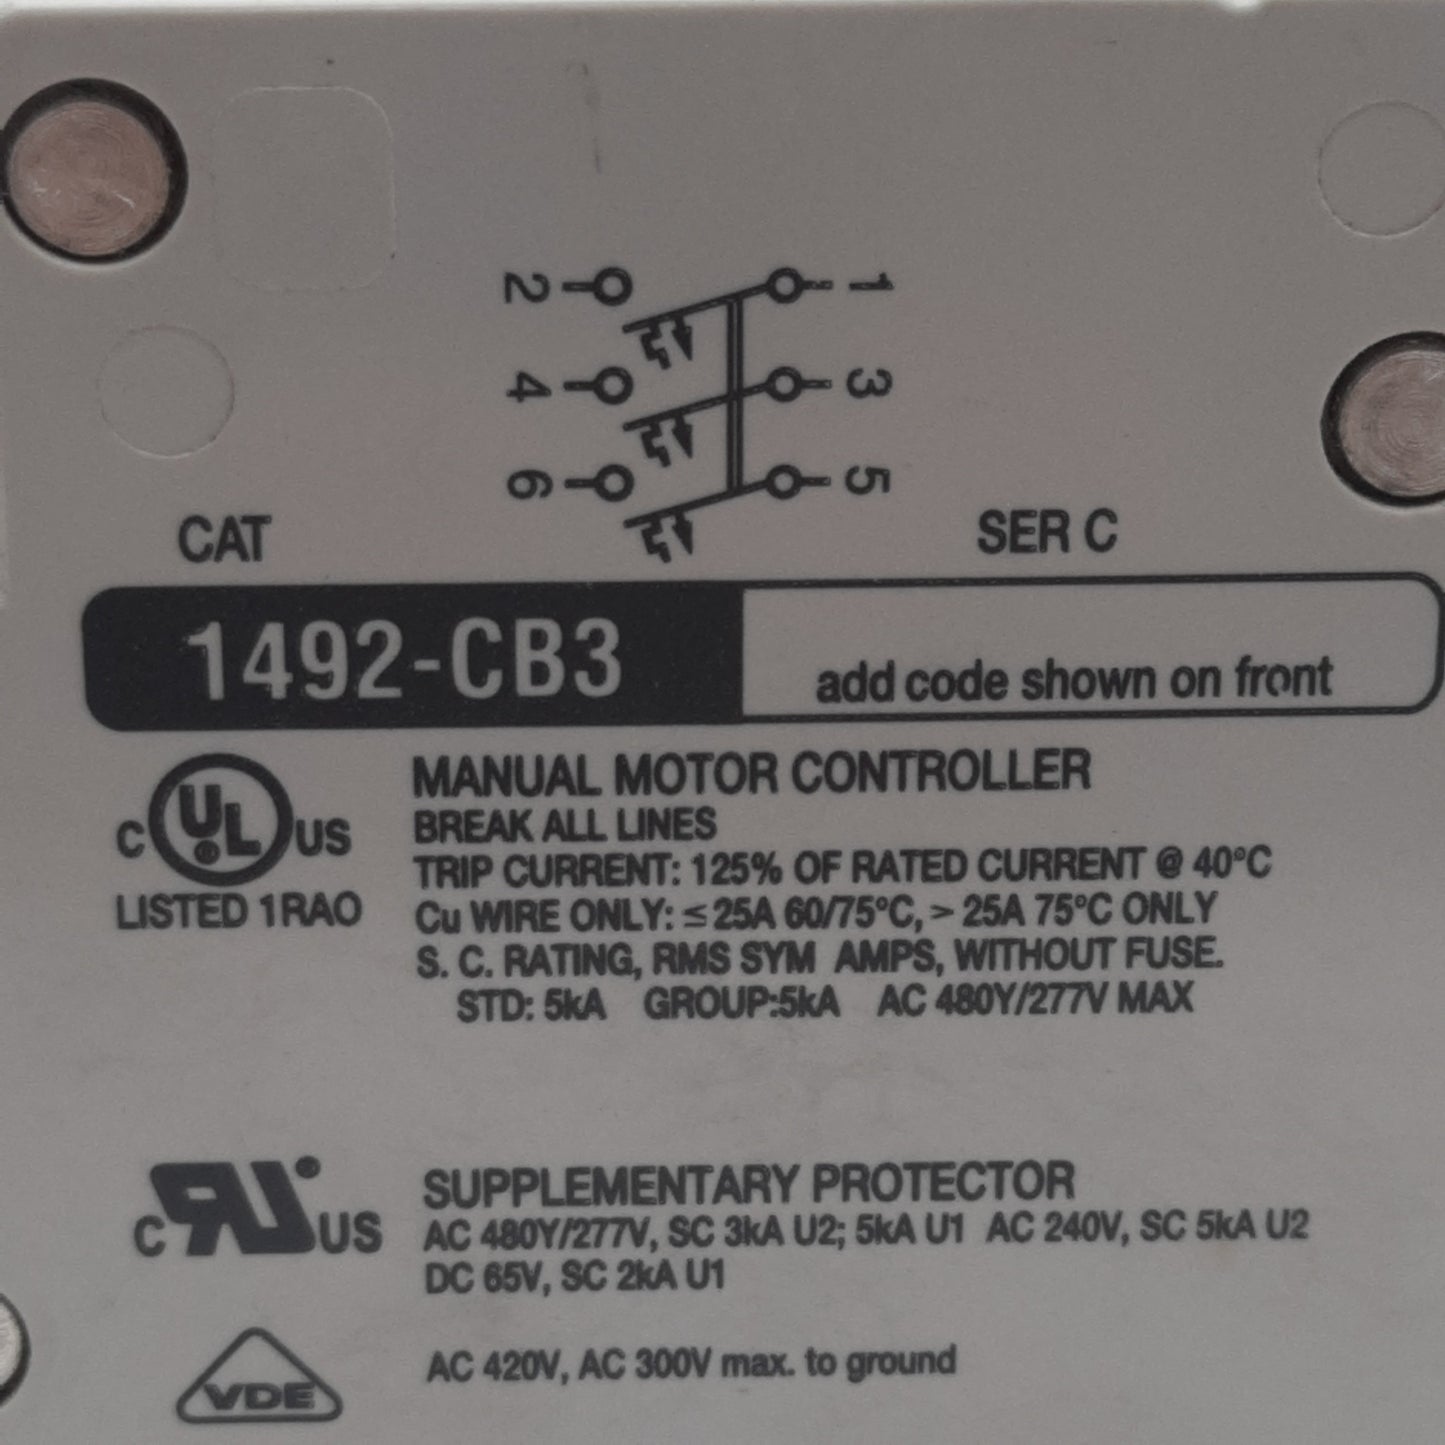 2 1
4 3
6 5
CAT SER C
1492-CB3 add code shown on front
C UL® US
LISTED 1RAO
MANUAL MOTOR CONTROLLER
BREAK ALL LINES
TRIP CURRENT: 125% OF RATED CURRENT @ 40°C
Cu WIRE ONLY: ≤ 25A 60/75°C, > 25A 75°C ONLY
S. C. RATING, RMS SYM AMPS, WITHOUT FUSE.
STD: 5kA GROUP:5kA AC 480Y/277V MAX
C RU® US
SUPPLEMENTARY PROTECTOR
AC 480Y/277V, SC 3kA U2; 5kA U1 AC 240V, SC 5kA U2
DC 65V, SC 2kA U1
VDE
AC 420V, AC 300V max. to ground